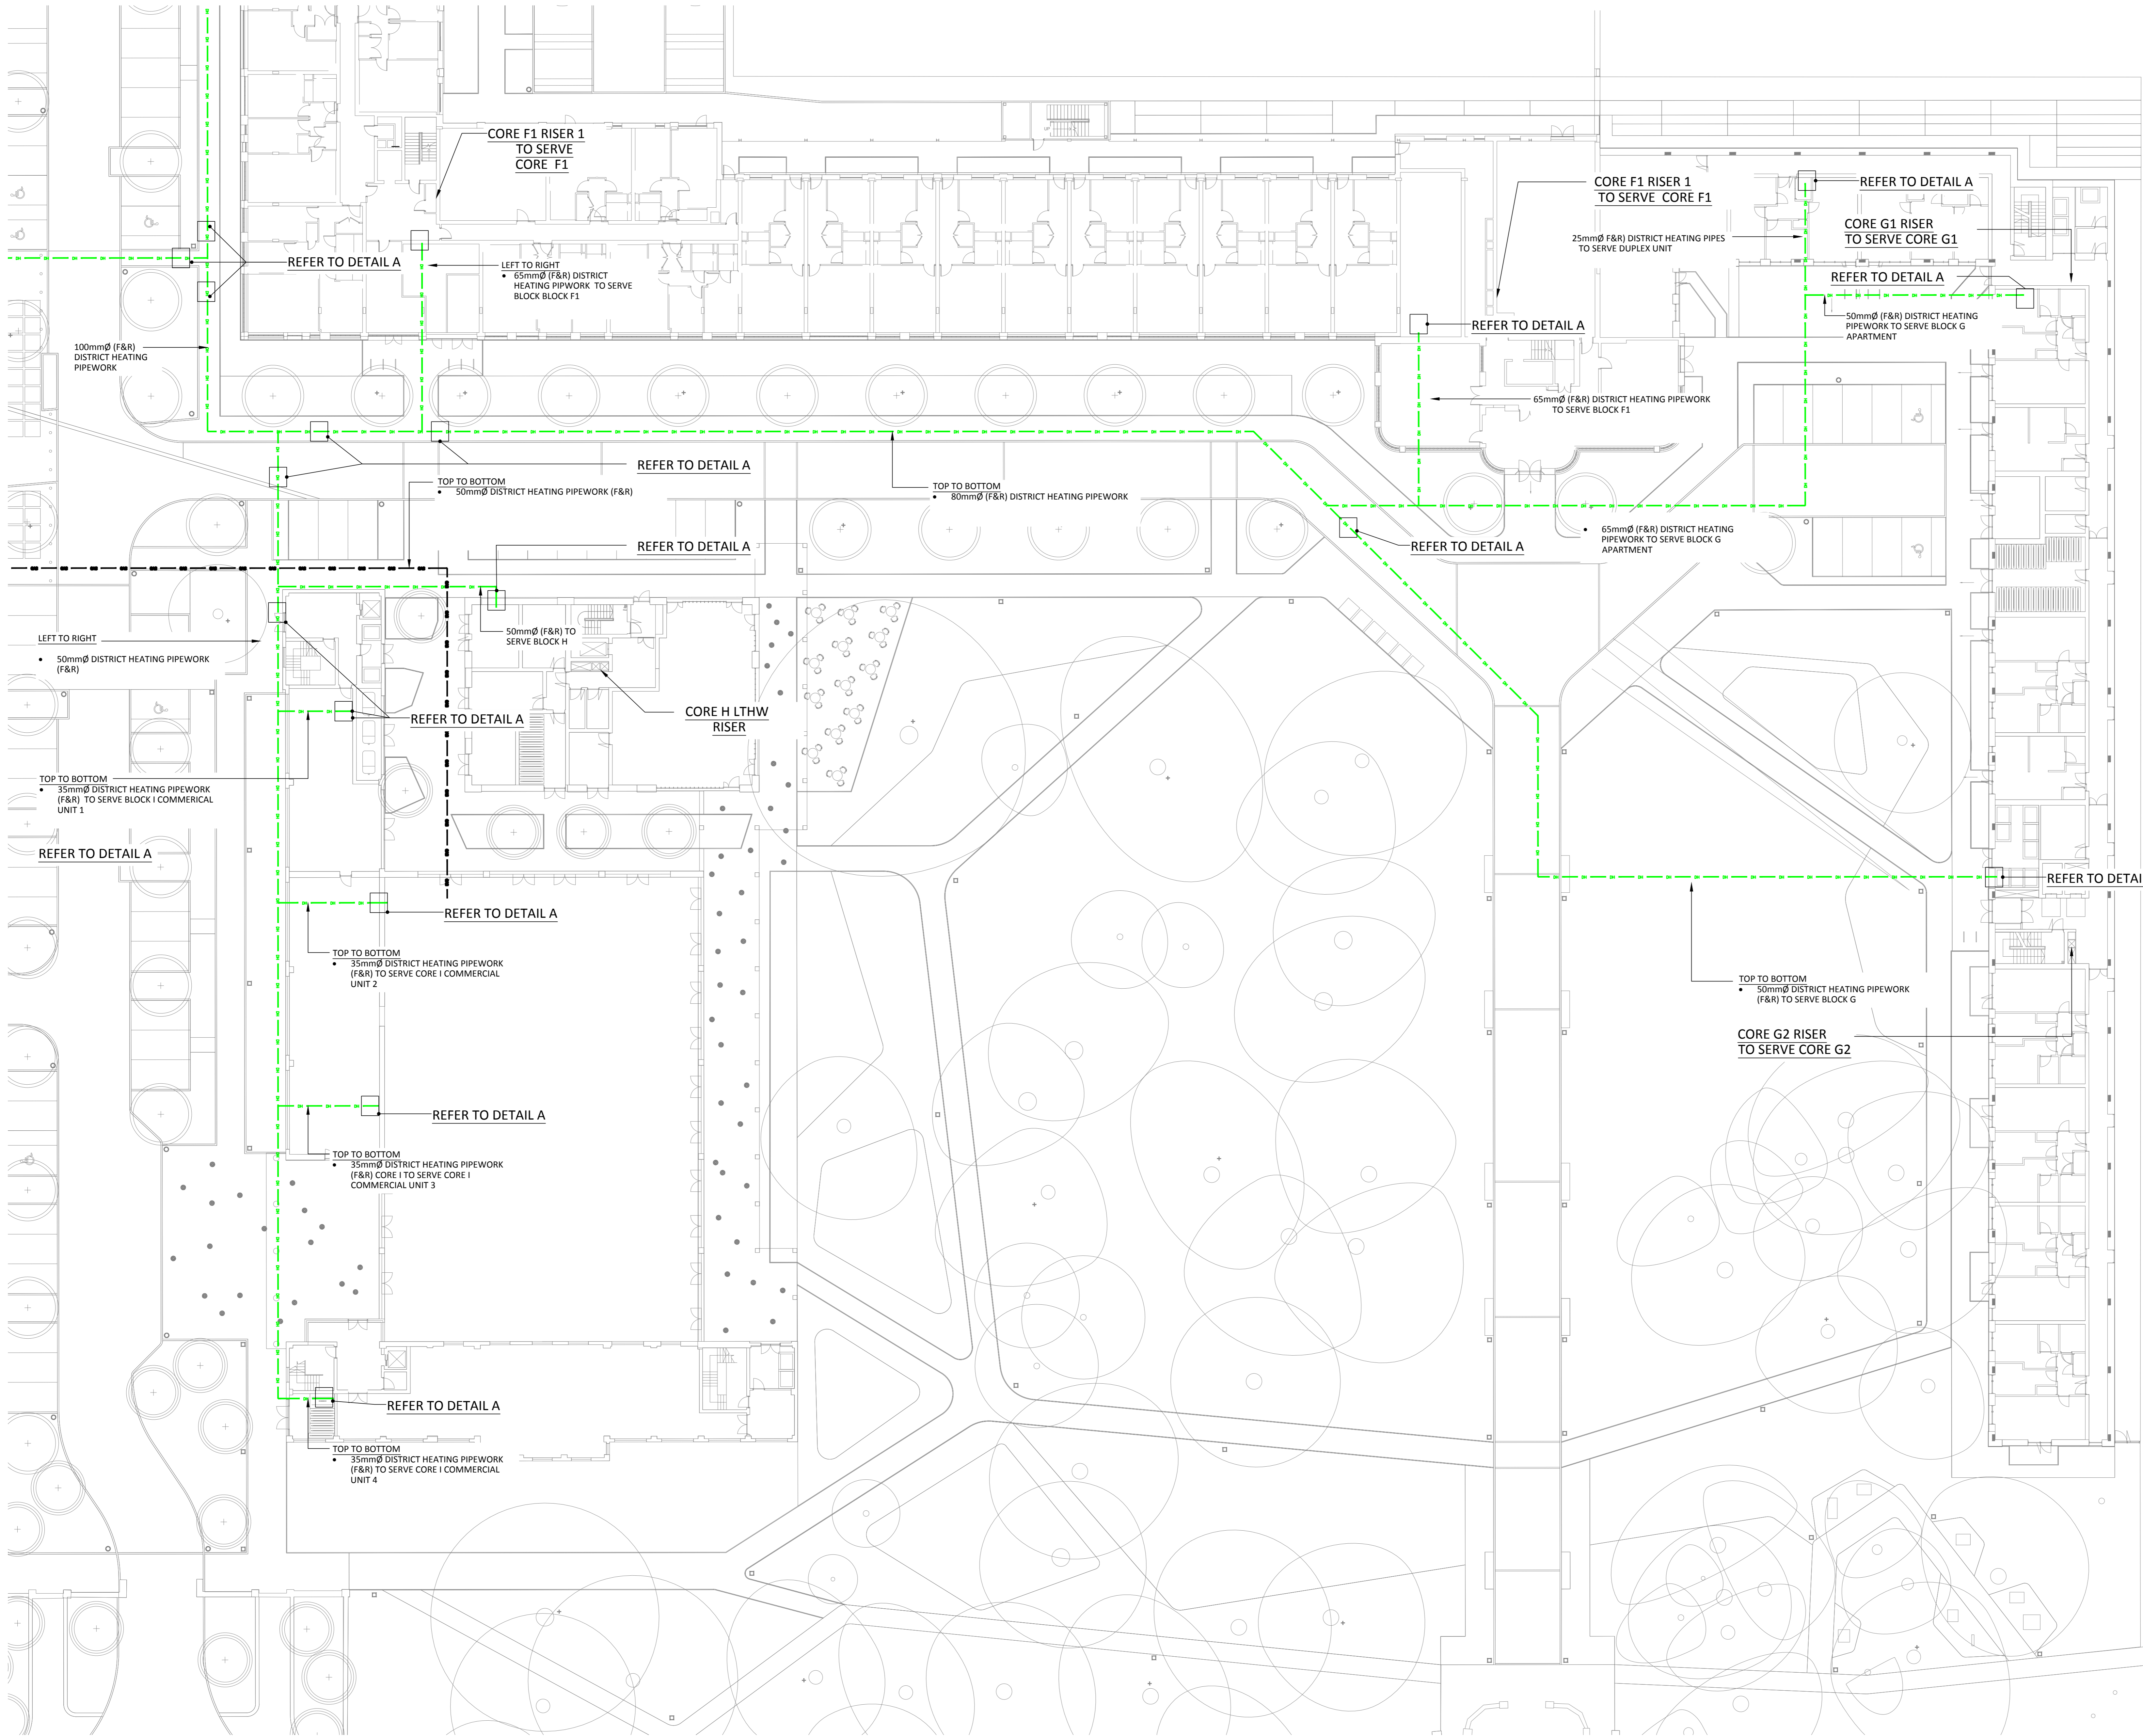 CORE F1 RISER 1
TO SERVE
CORE F1
REFER TO DETAIL A
LEFT TO RIGHT
• 65mmØ (F&R) DISTRICT
HEATING PIPWORK TO SERVE
BLOCK BLOCK F1
100mmØ (F&R)
DISTRICT HEATING
PIPEWORK
UP
CORE F1 RISER 1
TO SERVE CORE F1
25mmØ F&R) DISTRICT HEATING PIPES
TO SERVE DUPLEX UNIT
REFER TO DETAIL A
CORE G1 RISER
TO SERVE CORE G1
REFER TO DETAIL A
50mmØ (F&R) DISTRICT HEATING
PIPEWORK TO SERVE BLOCK G
APARTMENT
REFER TO DETAIL A
65mmØ (F&R) DISTRICT HEATING PIPEWORK
TO SERVE BLOCK F1
REFER TO DETAIL A
TOP TO BOTTOM
• 50mmØ DISTRICT HEATING PIPEWORK (F&R)
TOP TO BOTTOM
• 80mmØ (F&R) DISTRICT HEATING PIPEWORK
REFER TO DETAIL A
REFER TO DETAIL A
• 65mmØ (F&R) DISTRICT HEATING
PIPEWORK TO SERVE BLOCK G
APARTMENT
LEFT TO RIGHT
• 50mmØ DISTRICT HEATING PIPEWORK
(F&R)
50mmØ (F&R) TO
SERVE BLOCK H
REFER TO DETAIL A
CORE H LTHW
RISER
TOP TO BOTTOM
• 35mmØ DISTRICT HEATING PIPEWORK
(F&R) TO SERVE BLOCK I COMMERICAL
UNIT 1
REFER TO DETAIL A
REFER TO DETAI
REFER TO DETAIL A
TOP TO BOTTOM
• 35mmØ DISTRICT HEATING PIPEWORK
(F&R) TO SERVE CORE I COMMERCIAL
UNIT 2
TOP TO BOTTOM
• 50mmØ DISTRICT HEATING PIPEWORK
(F&R) TO SERVE BLOCK G
CORE G2 RISER
TO SERVE CORE G2
REFER TO DETAIL A
TOP TO BOTTOM
• 35mmØ DISTRICT HEATING PIPEWORK
(F&R) CORE I TO SERVE CORE I
COMMERCIAL UNIT 3
REFER TO DETAIL A
TOP TO BOTTOM
• 35mmØ DISTRICT HEATING PIPEWORK
(F&R) TO SERVE CORE I COMMERCIAL
UNIT 4